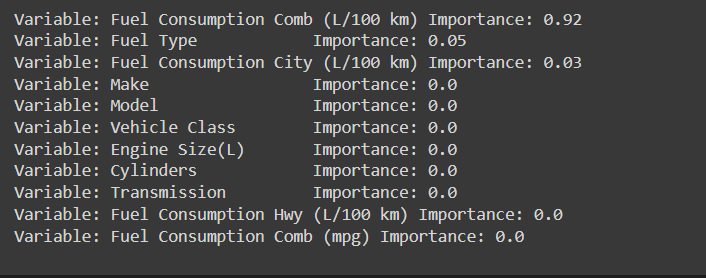 Variable: Fuel Consumption Comb (L/100 km) Importance: 0.92
Variable: Fuel Type            Importance: 0.05
Variable: Fuel Consumption City (L/100 km) Importance: 0.03
Variable: Make                 Importance: 0.0
Variable: Model                Importance: 0.0
Variable: Vehicle Class        Importance: 0.0
Variable: Engine Size(L)       Importance: 0.0
Variable: Cylinders            Importance: 0.0
Variable: Transmission         Importance: 0.0
Variable: Fuel Consumption Hwy (L/100 km) Importance: 0.0
Variable: Fuel Consumption Comb (mpg) Importance: 0.0